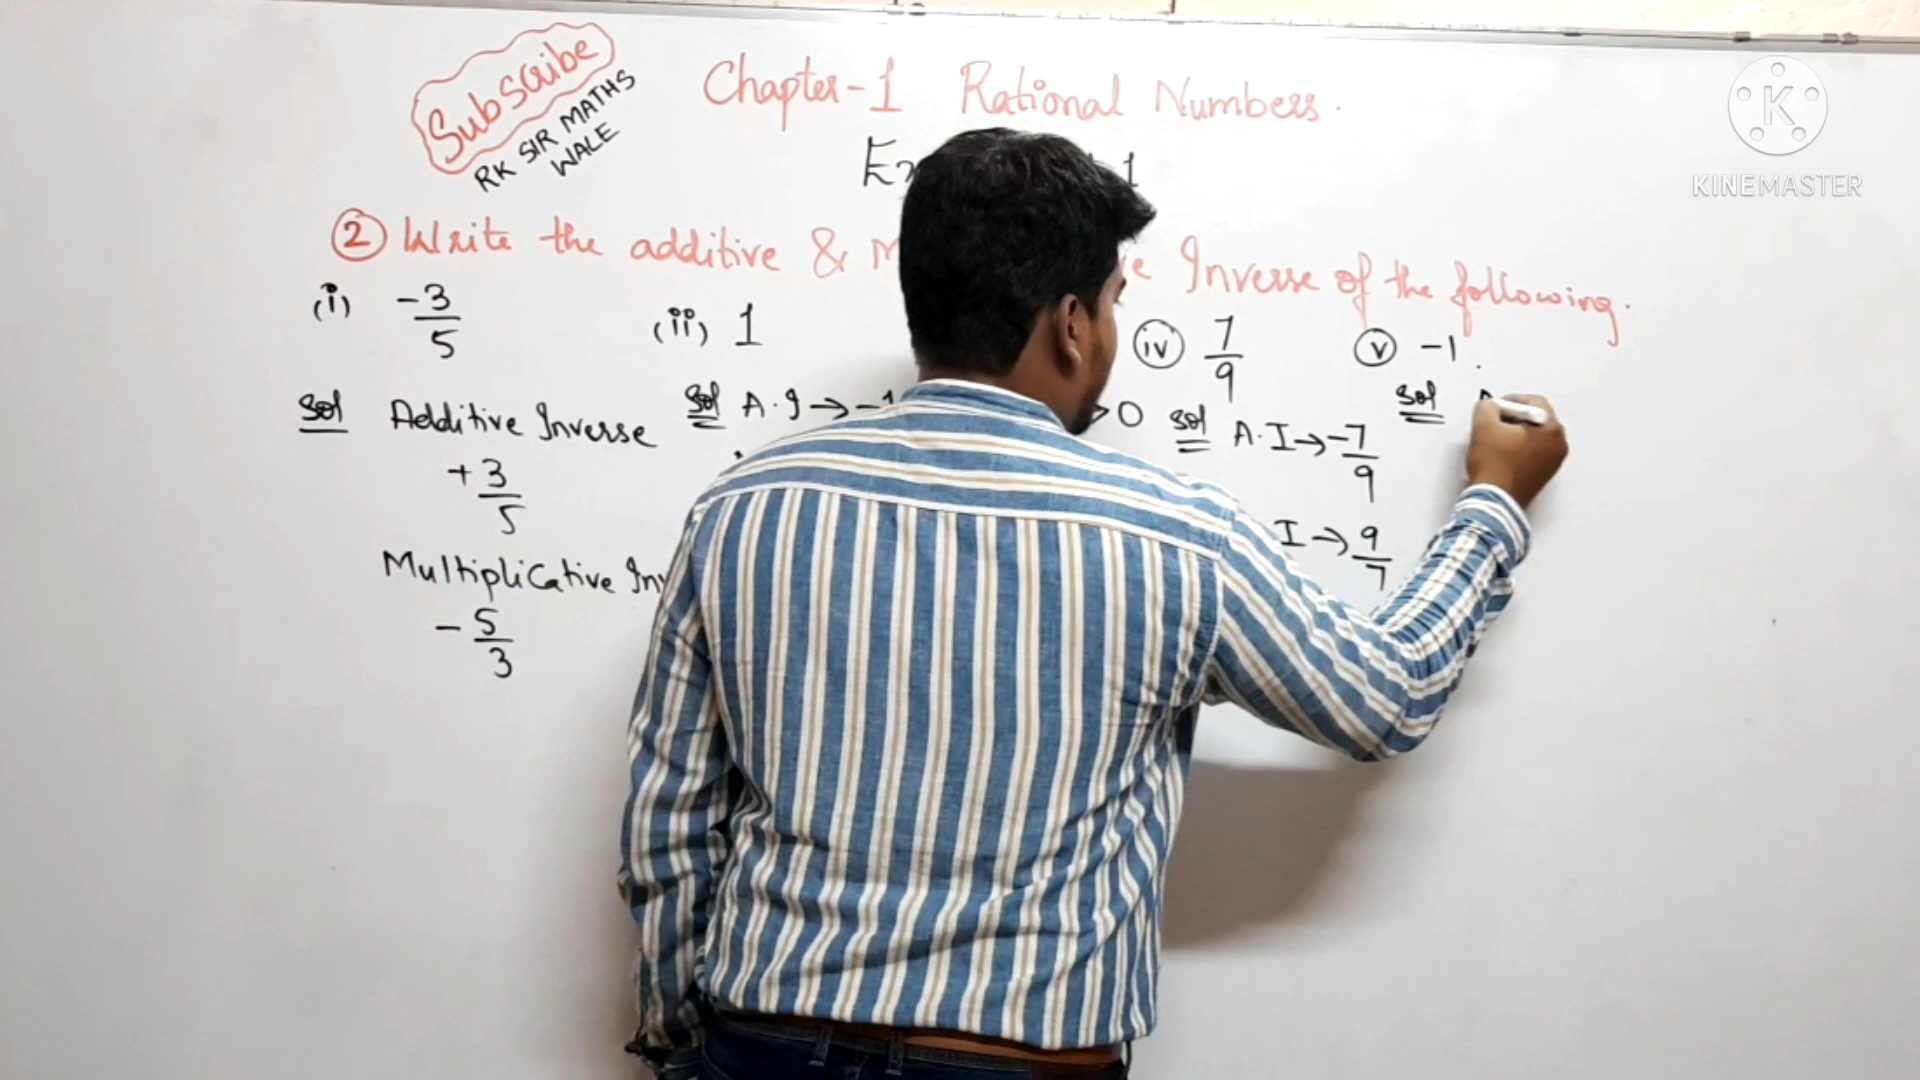 Subscribe
RK SIR MATHS
WALE
Chapter-1 Rational Numbers.
KINEMASTER
② Write the additive & Inverse of the following.
(i) -3/5
(ii) 1
(iv) 7/9
(v) -1.
Sol Additive Inverse
+3/5
Multiplicative Inv
-5/3
Sol A.I → -1
0
Sol A.I → -7/9
I → 9/7
Sol